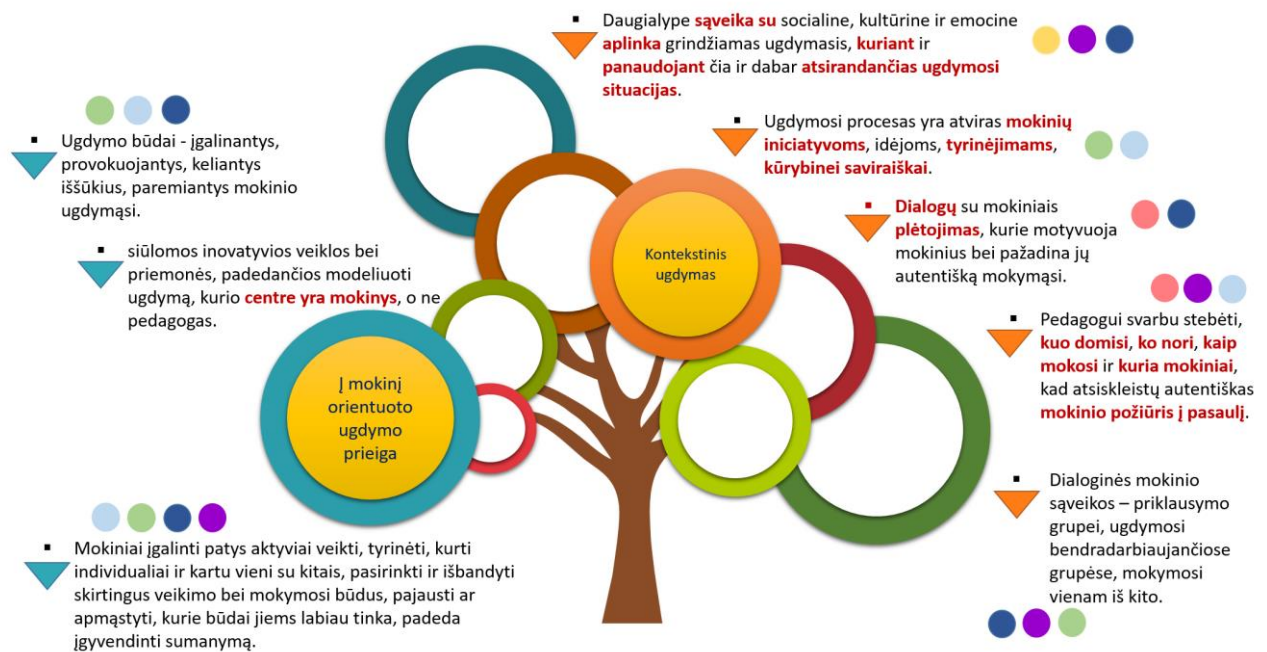 ▪ Daugialype sąveika su socialine, kultūrine ir emocine
aplinka grindžiamas ugdymasis, kuriant ir
panaudojant čia ir dabar atsirandančias ugdymosi
situacijas.
▪ Ugdymo būdai - įgalinantys,
provokuojantys, keliantys
iššūkius, paremiantys mokinio
ugdymąsi.
▪ Ugdymosi procesas yra atviras mokinių
iniciatyvoms, idėjoms, tyrinėjimams,
kūrybinei saviraiškai.
▪ siūlomos inovatyvios veiklos bei
priemonės, padedančios modeliuoti
ugdymą, kurio centre yra mokinys, o ne
pedagogas.
Kontekstinis
ugdymas
▪ Dialogų su mokiniais
plėtojimas, kurie motyvuoja
mokinius bei pažadina jų
autentišką mokymąsi.
▪ Pedagogui svarbu stebėti,
kuo domisi, ko nori, kaip
mokosi ir kuria mokiniai,
kad atsiskleistų autentiškas
mokinio požiūris į pasaulį.
Į mokinį
orientuoto
ugdymo
prieiga
▪ Dialoginės mokinio
sąveikos – priklausymo
grupei, ugdymosi
bendradarbiaujančiose
grupėse, mokymosi
vienam iš kito.
▪ Mokiniai įgalinti patys aktyviai veikti, tyrinėti, kurti
individualiai ir kartu vieni su kitais, pasirinkti ir išbandyti
skirtingus veikimo bei mokymosi būdus, pajausti ar
apmąstyti, kurie būdai jiems labiau tinka, padeda
įgyvendinti sumanymą.